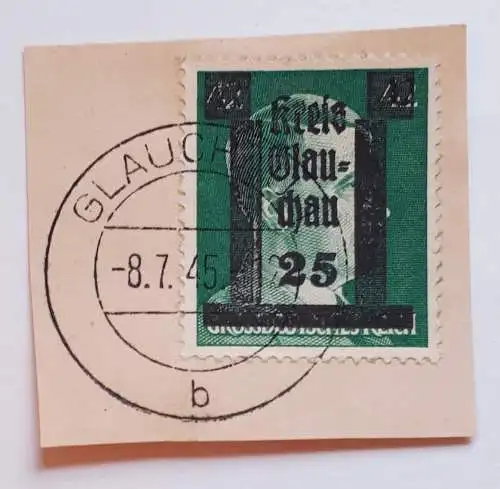 42 42
Kreis
Glau-
chau
25
GROSSDEUTSCHES REICH
GLAUCH
-8.7.45.
b